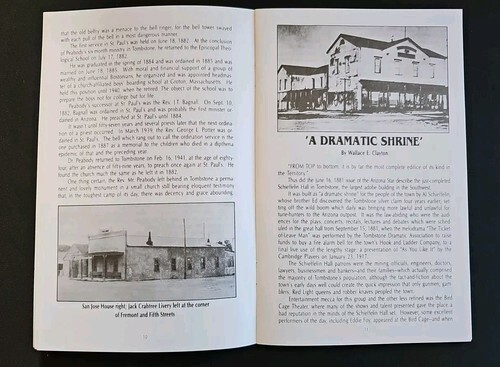 that the old belfry was a menace to the bell ringer, for the bell tower swayed
with each pull of the bell in a most dangerous manner.
The first service in St. Paul's was held on June 18, 1882. At the conclusion
of Peabody's six-month ministry in Tombstone, he returned to the Episcopal Theo-
logical School on July 17, 1882.
He was graduated in the spring of 1884 and was ordained in 1885 and was
married on June 18, 1885. With moral and financial support of a group of
wealthy and influential Bostonians, he organized and was appointed headmas-
ter of a church-affiliated boys' boarding school at Groton, Massachusetts. He
held this position until 1940, when he retired. The object of the school was to
prepare the boys not for college but for life.
Peabody's successor at St. Paul's was the Rev. I.T. Bagnall. On Sept. 10,
1882, Bagnall was ordained in St. Paul's and was probably the first minister or-
dained in Arizona. He preached at St. Paul's until 1884.
It wasn't until fifty-seven years and several priests later that the next ordina-
tion of a priest occurred. In March 1939, the Rev. George J. Potter was or-
dained in St. Paul's. The bell which rang out to call the ordination service is the
one purchased in 1887 as a memorial to the children who died in a diptheria
epidemic of that and the preceding year.
Dr. Peabody returned to Tombstone on Feb. 16, 1941, at the age of eighty-
four after an absence of fifty-nine years, to preach once again at St. Paul's. He
found the church much the same as he left it in 1882.
One thing certain, the Rev. Mr. Peabody left behind in Tombstone a perma-
nent and lovely monument in a small church still bearing eloquent testimony
that in the toughest camp of its day, there was decency and grace abounding.
San Jose House right; Jack Crabtree Livery left at the corner
of Fremont and Fifth Streets
10
'A DRAMATIC SHRINE'
By Wallace E. Clayton
"FROM TOP to bottom, it is by far the most complete edifice of its kind in
the Territory."
Thus did the June 16, 1881 issue of the Arizona Star describe the just-completed
Schieffelin Hall in Tombstone, the largest adobe building in the Southwest.
It was built as "a dramatic shrine" for the people of the town by Al Schieffelin,
whose brother Ed discovered the Tombstone silver claim four years earlier, set-
ting off the wild boom which daily was bringing more lawful and unlawful for-
tune-hunters to the Arizona outpost. It was the law-abiding who were the audi-
ences for the plays, concerts, recitals, lectures and debates which were sched-
uled in the great hall from September 15, 1881, when the melodrama "The Ticket-
of-Leave Man" was performed by the Tombstone Dramatic Association to raise
funds to buy a fire alarm bell for the town's Hook and Ladder Company, to a
final live use of the lengthy stage: a presentation of "As You Like It" by the
Cambridge Players on January 23, 1913.
The Schieffelin Hall patrons were the mining officials, engineers, doctors,
lawyers, businessmen and bankers—and their families—which actually comprised
the majority of Tombstone's population, although the fact-and-fiction about the
town's early days well could create the quick impression that only gunmen, gam-
blers, Red Light queens and robber knaves peopled the town.
Entertainment mecca for this group and the other less refined was the Bird
Cage Theater, where many of the shows and talent presented gave the place a
bad reputation in the minds of the Schieffelin Hall set. However, some excellent
performers of the day, including Eddie Foy, appeared at the Bird Cage—and when
11